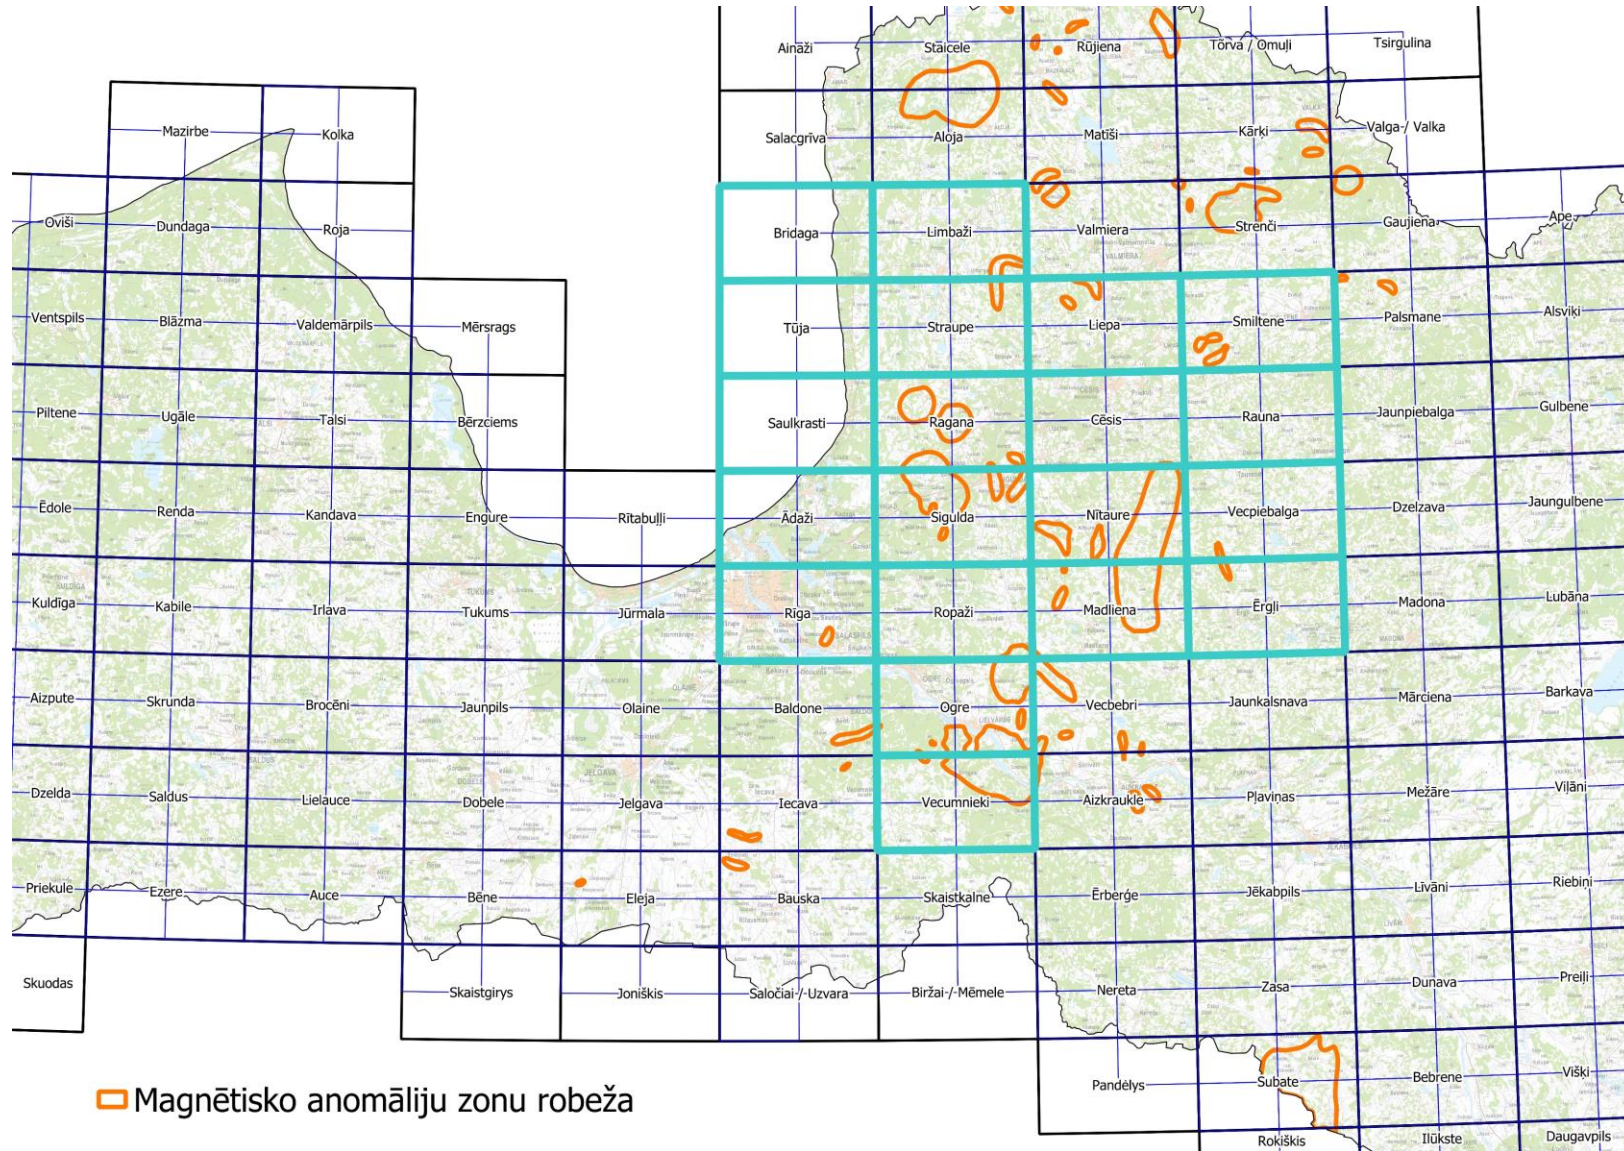 Ainaži
Staicele
Rūjiena
Tõrva / Omuļi
Tsirgulina
Mazirbe
Kolka
Salacgrīva
Aloja
Matīši
Kārķi
Valga / Valka
Oviši
Dundaga
Roja
Bridaga
Limbaži
Valmiera
Strenči
Gaujiena
Ape
Ventspils
Blāzma
Valdemārpils
Mērsrags
Tūja
Straupe
Liepa
Smiltene
Palsmane
Alsviķi
Piltene
Ugāle
Talsi
Bērzciems
Saulkrasti
Ragana
Cēsis
Rauna
Jaunpiebalga
Gulbene
Ēdole
Renda
Kandava
Engure
Rītabuļļi
Ādaži
Sigulda
Nītaure
Vecpiebalga
Dzelzava
Jaungulbene
Kuldīga
Kabile
Irlava
Tukums
Jūrmala
Rīga
Ropaži
Madliena
Ērgļi
Madona
Lubāna
Aizpute
Skrunda
Brocēni
Jaunpils
Olaine
Baldone
Ogre
Vecbebri
Jaunkalsnava
Mārciena
Barkava
Dzelda
Saldus
Lielauce
Dobele
Jelgava
Iecava
Vecumnieki
Aizkraukle
Pļaviņas
Mežāre
Viļāni
Priekule
Ezere
Auce
Bēne
Eleja
Bauska
Skaistkalne
Ērberģe
Jēkabpils
Līvāni
Riebiņi
Skuodas
Skaistgirys
Joniškis
Saločiai / Uzvara
Biržai / Mēmele
Nereta
Zasa
Dunava
Preiļi
Pandėlys
Subate
Bebrene
Višķi
Rokiškis
Ilūkste
Daugavpils
Magnētisko anomāliju zonu robeža